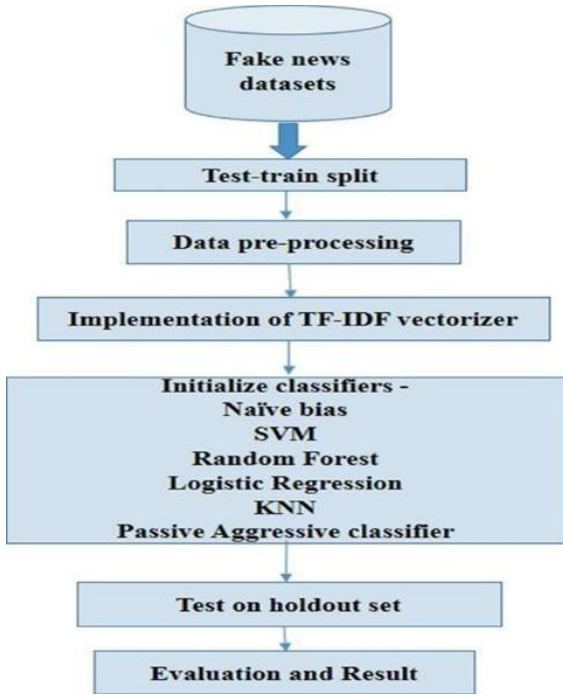 Fake news
datasets
Test-train split
Data pre-processing
Implementation of TF-IDF vectorizer
Initialize classifiers -
Naïve bias
SVM
Random Forest
Logistic Regression
KNN
Passive Aggressive classifier
Test on holdout set
Evaluation and Result